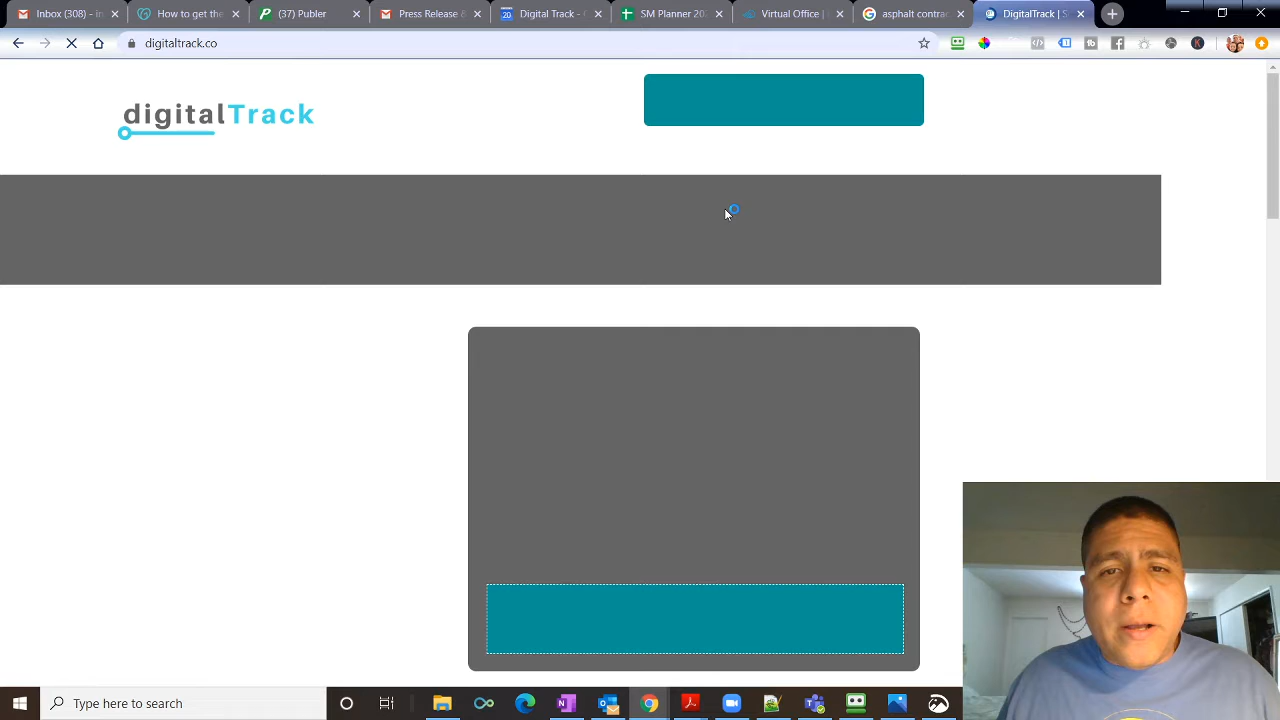 Inbox (308) - in
How to get the
(37) Publer
Press Release 6
Digital Track -
SM Planner 20
Virtual Office |
asphalt contrac
DigitalTrack | S
digitaltrack.co
digitalTrack
Type here to search